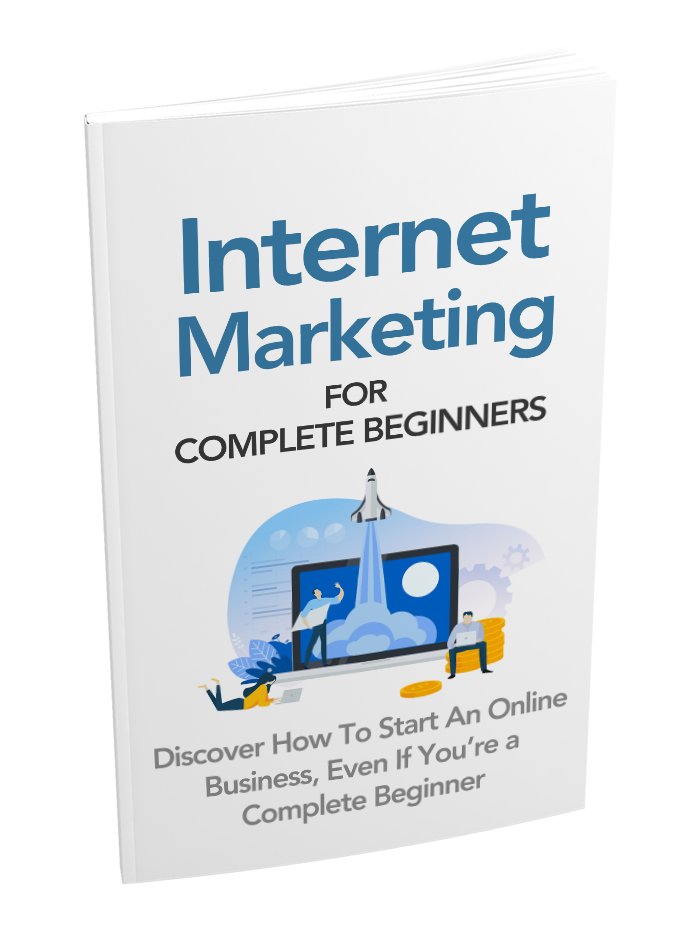 Internet
Marketing
FOR
COMPLETE BEGINNERS
Discover How To Start An Online
Business, Even If You’re a
Complete Beginner